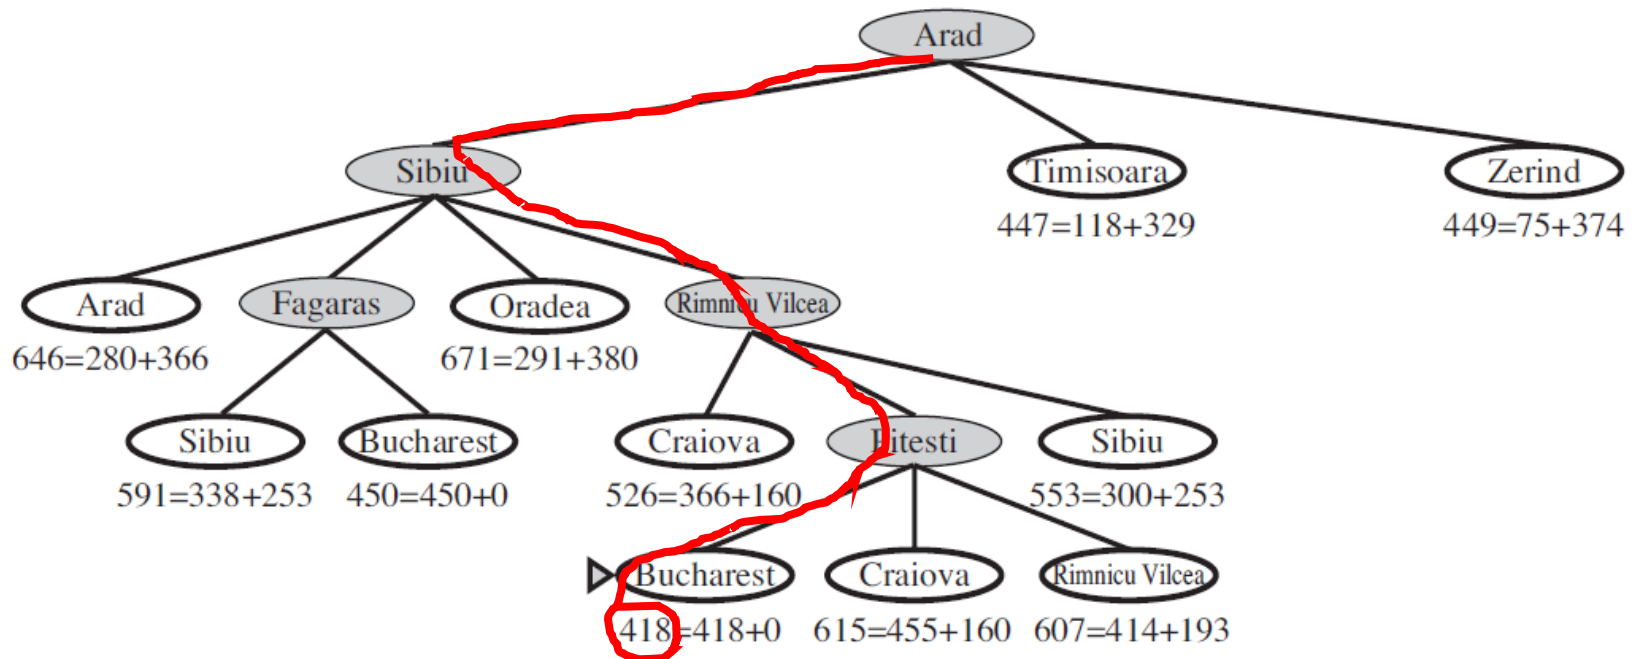 Arad
Sibiu Timisoara Zerind
447=118+329 449=75+374
Arad Fagaras Oradea Rimnicu Vilcea
646=280+366 671=291+380
Sibiu Bucharest Craiova Pitesti Sibiu
591=338+253 450=450+0 526=366+160 553=300+253
Bucharest Craiova Rimnicu Vilcea
418=418+0 615=455+160 607=414+193